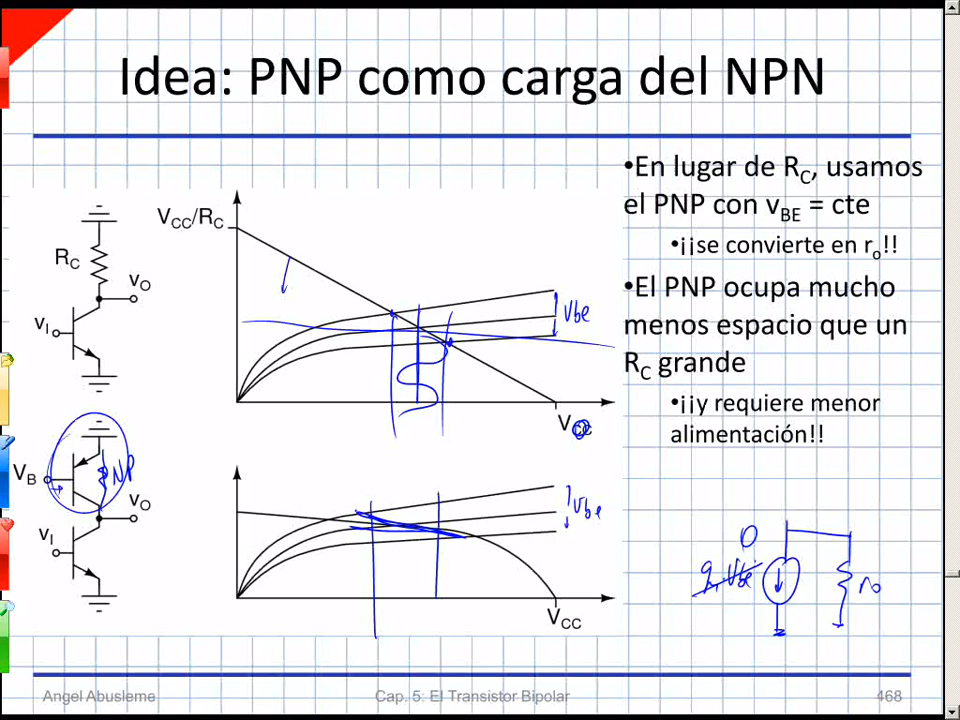 Idea: PNP como carga del NPN
•En lugar de RC, usamos
el PNP con vBE = cte
•¡¡se convierte en ro!!
•El PNP ocupa mucho
menos espacio que un
RC grande
•¡¡y requiere menor
alimentación!!
VCC/RC
RC
vO
vI
Vbe
VCC
VB
vO
vI
Vbe
VCC
0
ro
Angel Abusleme
Cap. 5: El Transistor Bipolar
468